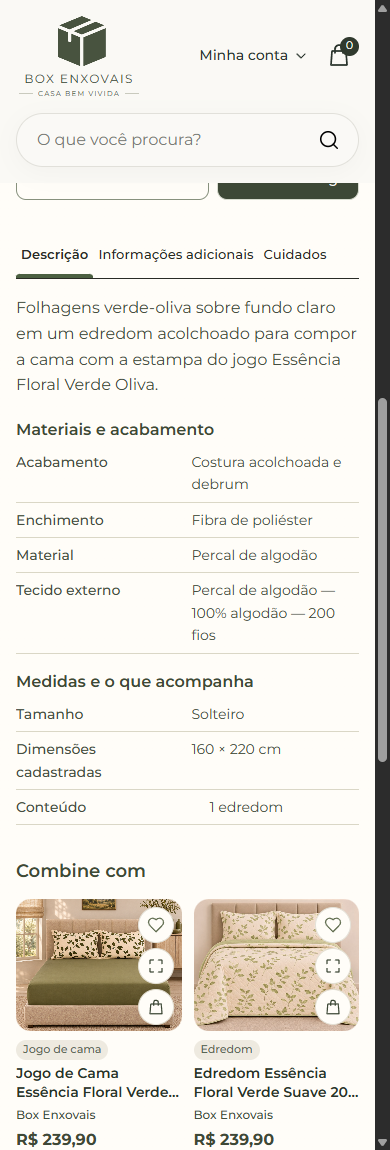 BOX ENXOVAIS
CASA BEM VIVIDA
Minha conta
0
O que você procura?
Descrição Informações adicionais Cuidados
Folhagens verde-oliva sobre fundo claro
em um edredom acolchoado para compor
a cama com a estampa do jogo Essência
Floral Verde Oliva.
Materiais e acabamento
Acabamento Costura acolchoada e
debrum
Enchimento Fibra de poliéster
Material Percal de algodão
Tecido externo Percal de algodão —
100% algodão — 200
fios
Medidas e o que acompanha
Tamanho Solteiro
Dimensões 160 × 220 cm
cadastradas
Conteúdo 1 edredom
Combine com
Jogo de cama
Jogo de Cama
Essência Floral Verde...
Box Enxovais
R$ 239,90
Edredom
Edredom Essência
Floral Verde Suave 20...
Box Enxovais
R$ 239,90